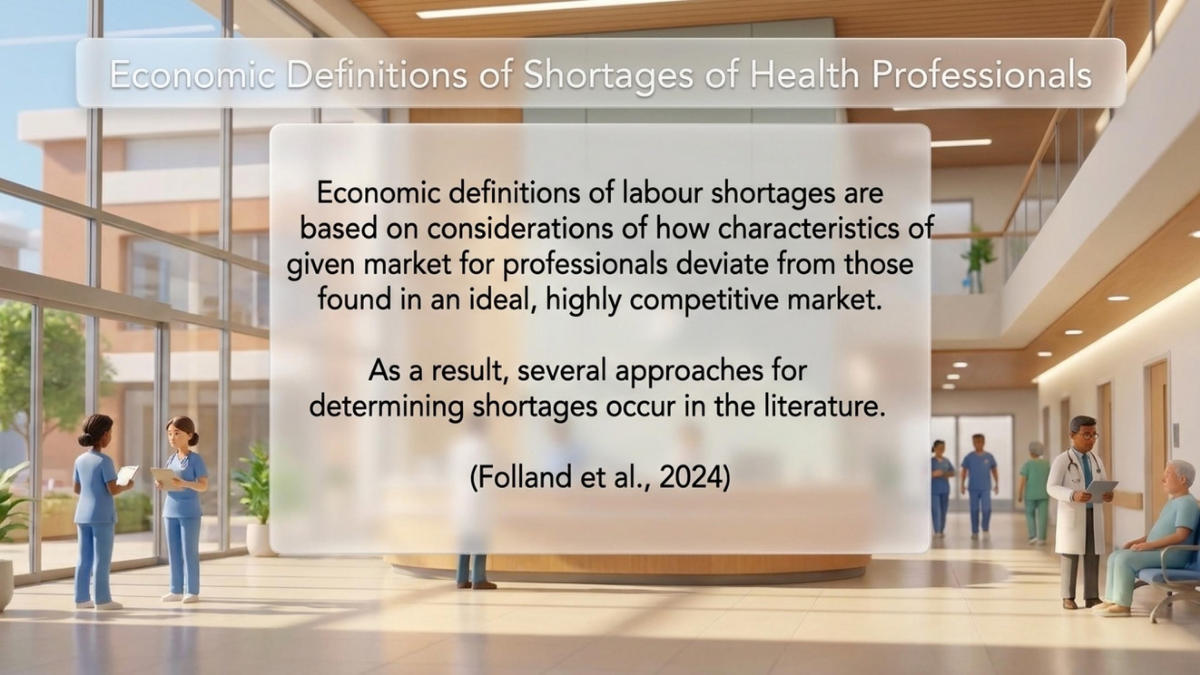 Economic Definitions of Shortages of Health Professionals
Economic definitions of labour shortages are
based on considerations of how characteristics of
given market for professionals deviate from those
found in an ideal, highly competitive market.
As a result, several approaches for
determining shortages occur in the literature.
(Folland et al., 2024)